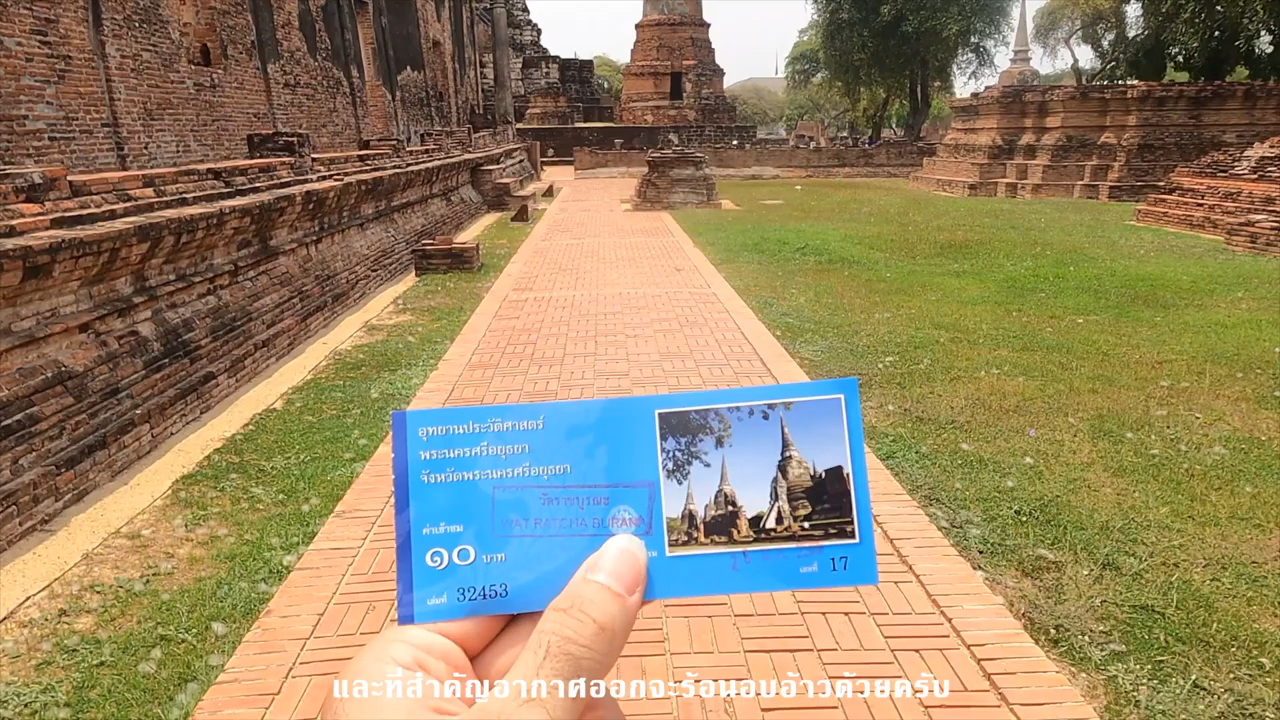 อุทยานประวัติศาสตร์
พระนครศรีอยุธยา
จังหวัดพระนครศรีอยุธยา
วัดราชบูรณะ
WAT RATCHA BURANA
ค่าเข้าชม
๑๐ บาท
เล่มที่ 32453
เลขที่ 17
และที่สำคัญอากาศออกจะร้อนอบอ้าวด้วยครับ